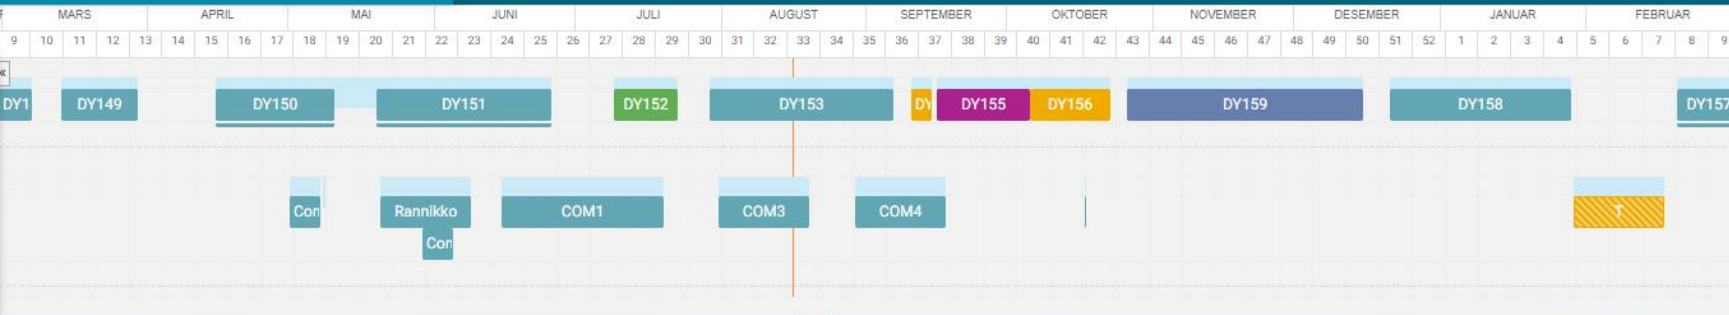 MARS APRIL MAI JUNI JULI AUGUST SEPTEMBER OKTOBER NOVEMBER DESEMBER JANUAR FEBRUAR
9 10 11 12 13 14 15 16 17 18 19 20 21 22 23 24 25 26 27 28 29 30 31 32 33 34 35 36 37 38 39 40 41 42 43 44 45 46 47 48 49 50 51 52 1 2 3 4 5 6 7 8 9
«
DY1 DY149 DY150 DY151 DY152 DY153 DY DY155 DY156 DY159 DY158 DY157
Con Rannikko COM1 COM3 COM4 T
Con